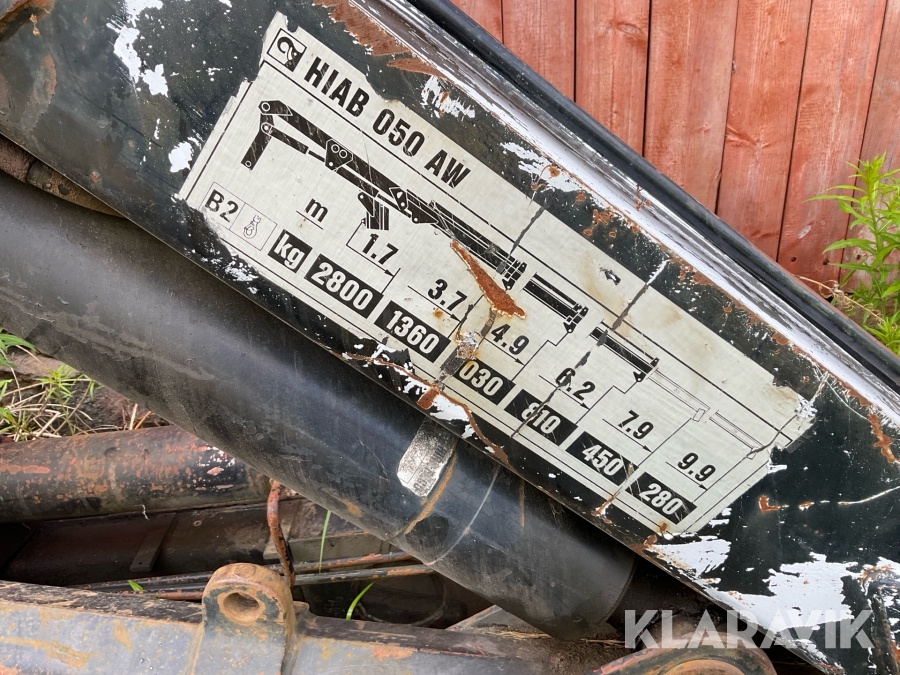 HIAB 050 AW
B2 m 1.7 3.7 4.9 6.2 7.9 9.9
kg 2800 1360 030 810 450 280
KLARAVIK